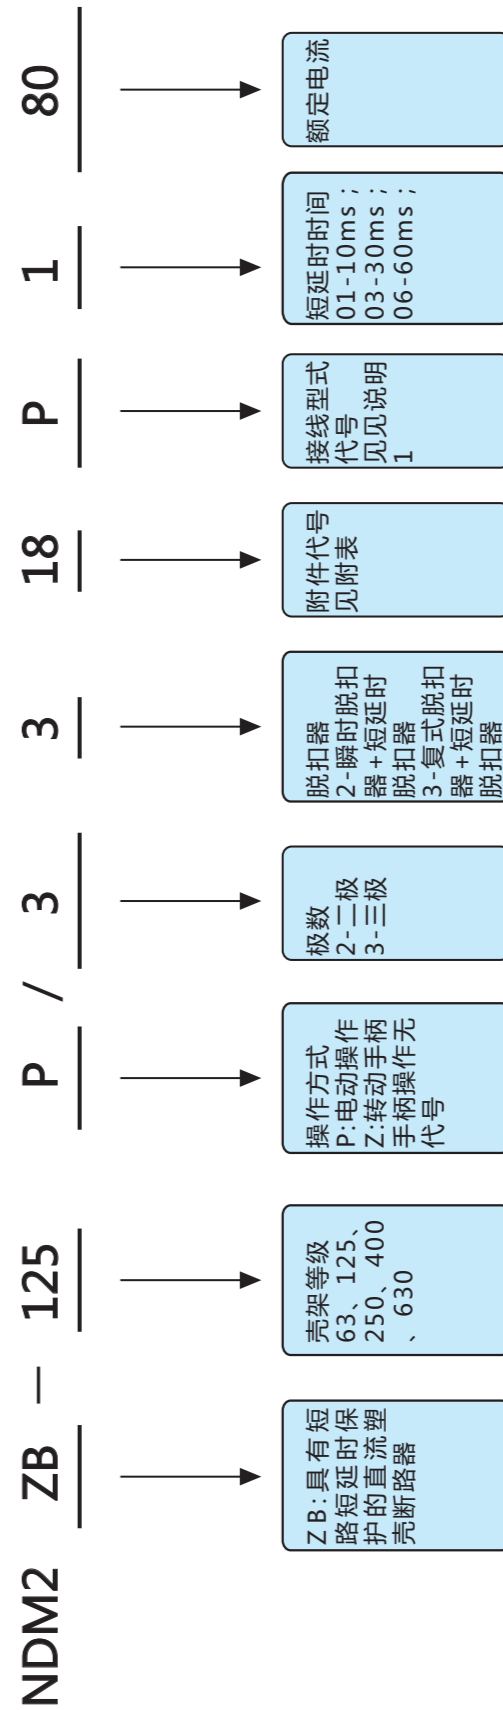 NDM2 ZB — 125 P / 3 3 18 P 1 80
ZB:具有短
路短延时保
护的直流塑
壳断路器
壳架等级
63、125、
250、400
、630
操作方式
P:电动操作
Z:转动手柄
手柄操作无
代号
极数
2-二极
3-三极
脱扣器
2-瞬时脱扣
器+短延时
脱扣器
3-复式脱扣
器+短延时
脱扣器
附件代号
见附表
接线型式
代号
见见说明
1
短延时时间
01-10ms;
03-30ms;
06-60ms;
额定电流